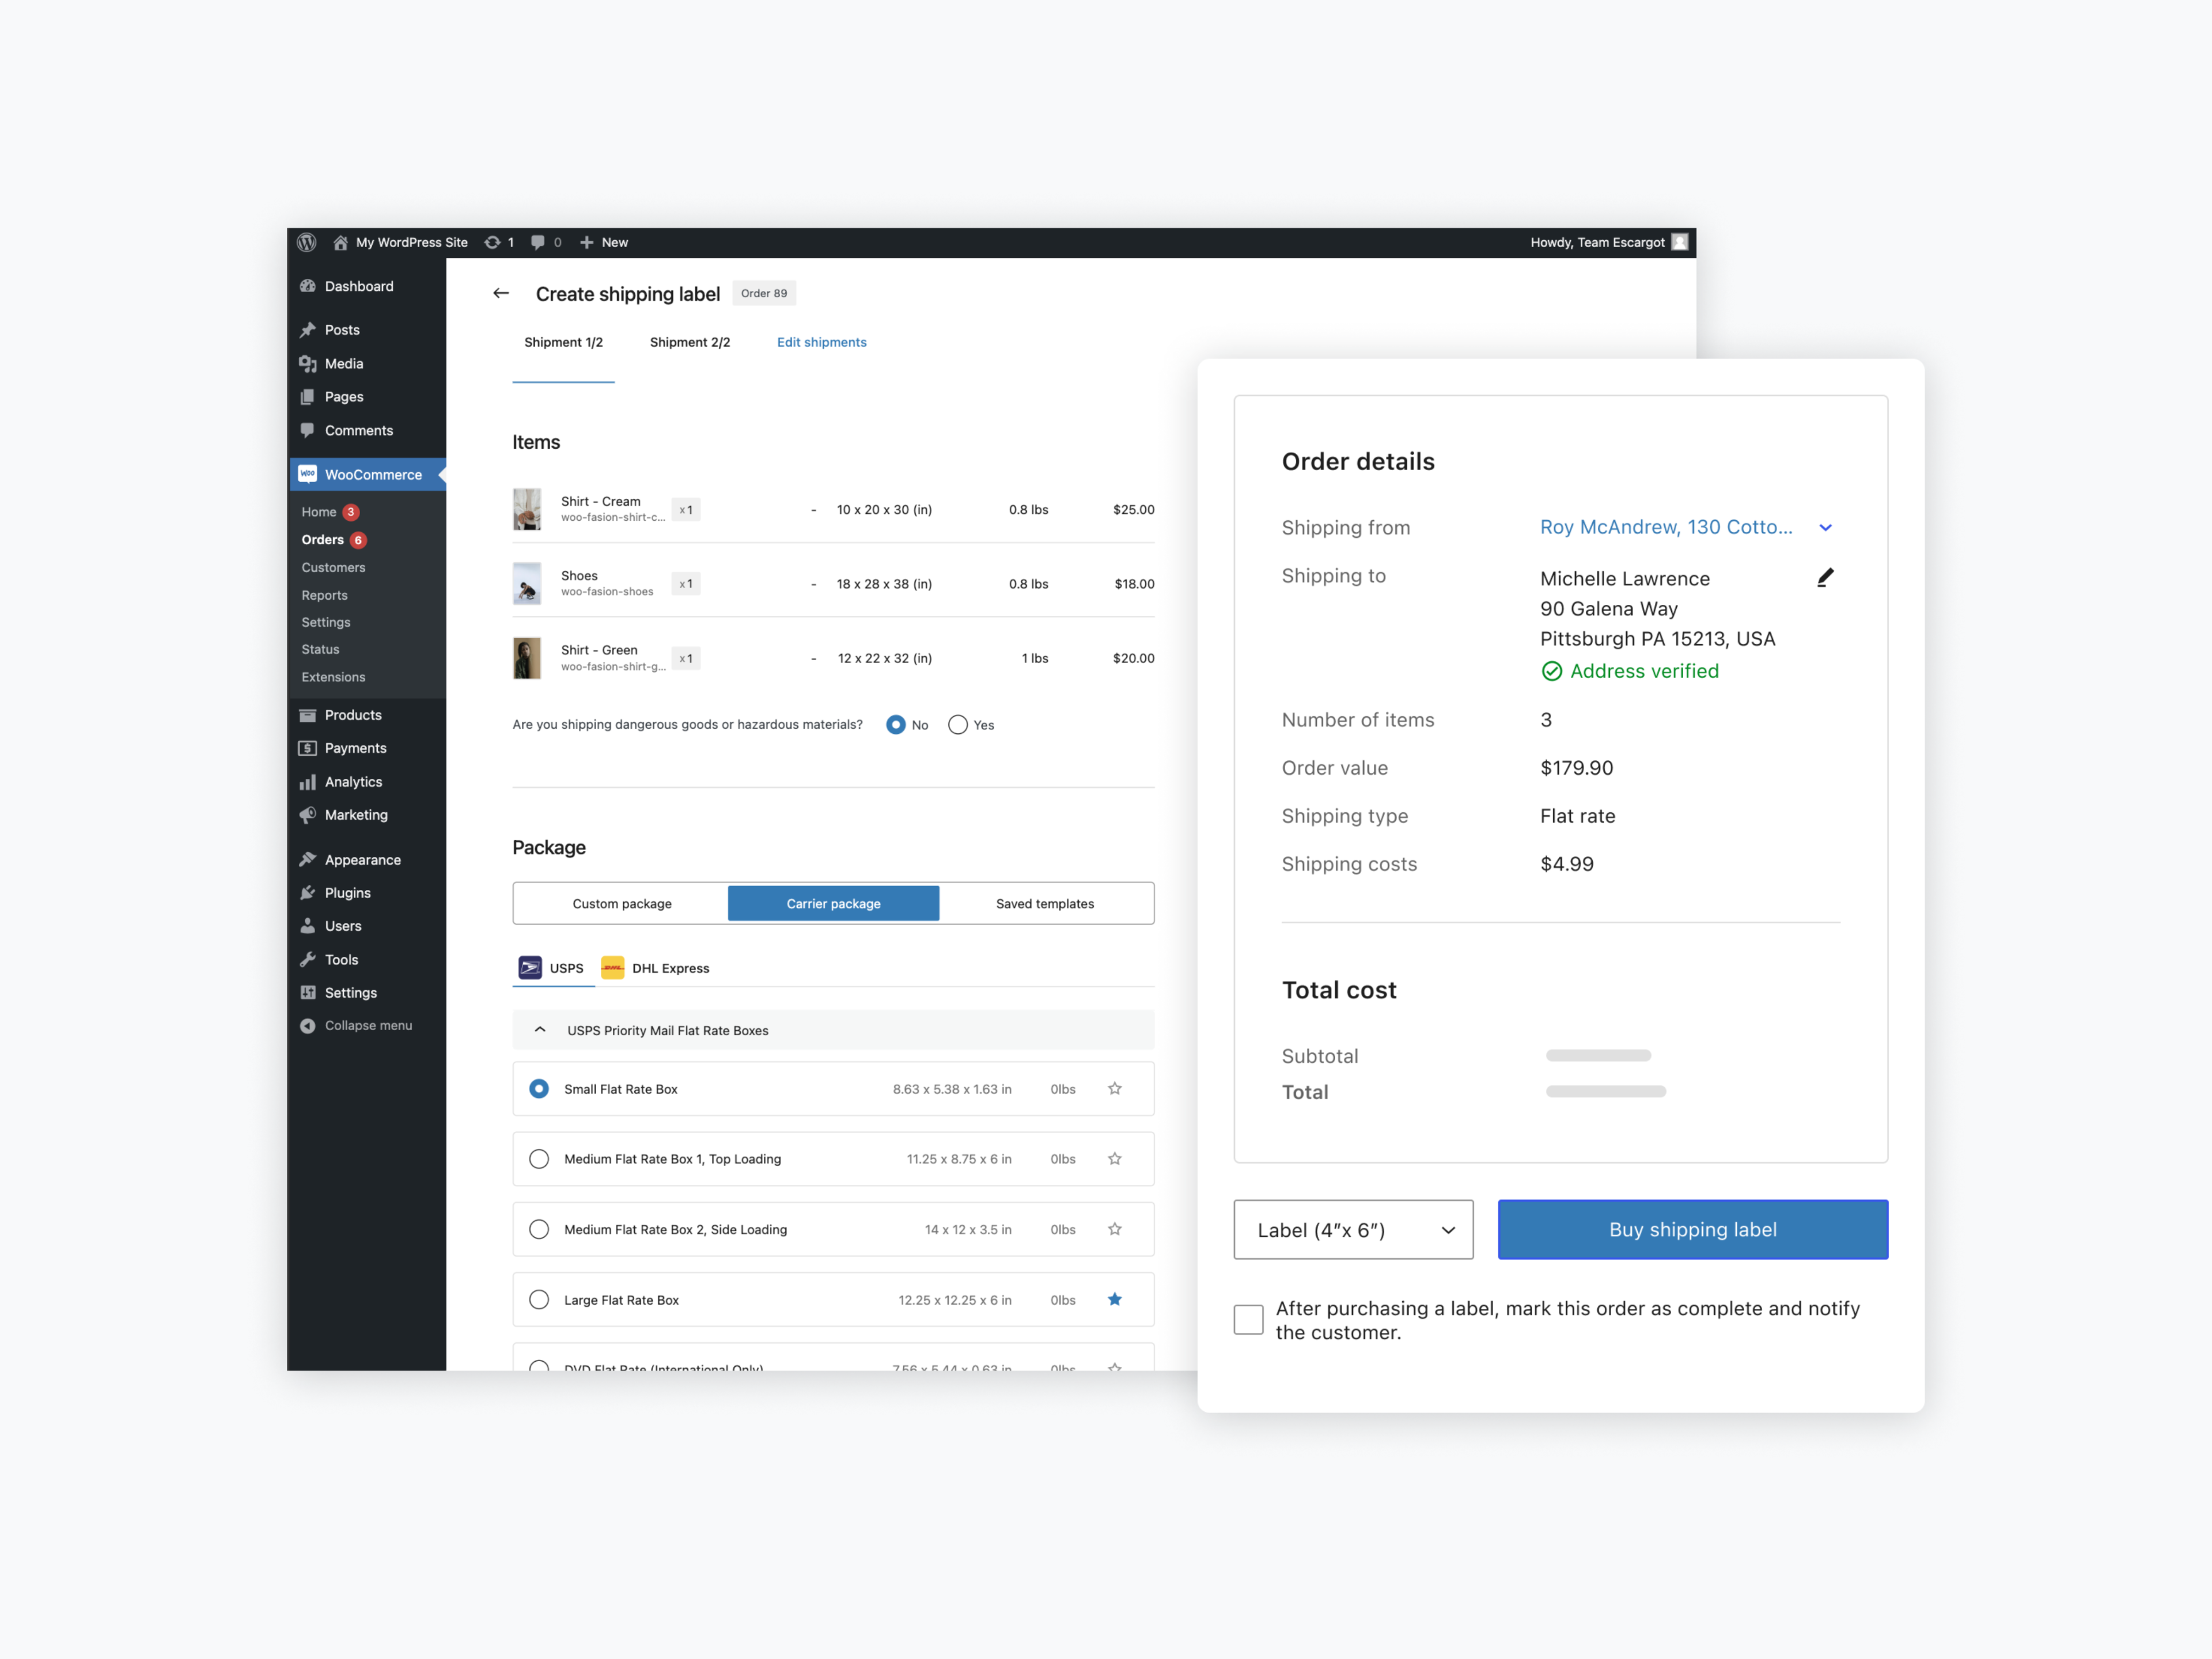 My WordPress Site 1 0 New Howdy, Team Escargot
Dashboard
Posts
Media
Pages
Comments
WOO WooCommerce
Home 3
Orders 6
Customers
Reports
Settings
Status
Extensions
Products
Payments
Analytics
Marketing
Appearance
Plugins
Users
Tools
Settings
Collapse menu
Create shipping label Order 89
Shipment 1/2 Shipment 2/2 Edit shipments
Items
Shirt - Cream
woo-fasion-shirt-c... x 1 - 10 x 20 x 30 (in) 0.8 lbs $25.00
Shoes
woo-fasion-shoes x 1 - 18 x 28 x 38 (in) 0.8 lbs $18.00
Shirt - Green
woo-fasion-shirt-g... x 1 - 12 x 22 x 32 (in) 1 lbs $20.00
Are you shipping dangerous goods or hazardous materials? No Yes
Package
Custom package Carrier package Saved templates
USPS DHL DHL Express
USPS Priority Mail Flat Rate Boxes
Small Flat Rate Box 8.63 x 5.38 x 1.63 in 0lbs
Medium Flat Rate Box 1, Top Loading 11.25 x 8.75 x 6 in 0lbs
Medium Flat Rate Box 2, Side Loading 14 x 12 x 3.5 in 0lbs
Large Flat Rate Box 12.25 x 12.25 x 6 in 0lbs
DVD Flat Rate (International Only) 7.56 x 5.44 x 0.63 in 0lbs
Order details
Shipping from Roy McAndrew, 130 Cotto...
Shipping to Michelle Lawrence
90 Galena Way
Pittsburgh PA 15213, USA
Address verified
Number of items 3
Order value $179.90
Shipping type Flat rate
Shipping costs $4.99
Total cost
Subtotal
Total
Label (4″x 6″) Buy shipping label
After purchasing a label, mark this order as complete and notify
the customer.